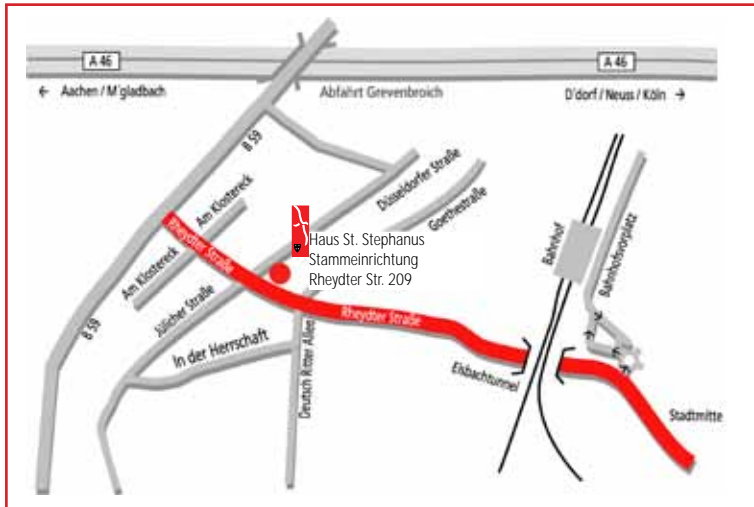 A 46
A 46
← Aachen / M'gladbach
Abfahrt Grevenbroich
D'dorf / Neuss / Köln →
B 59
Düsseldorfer Straße
Goethestraße
Am Klostereck
Am Klostereck
Rheydter Straße
Haus St. Stephanus
Stammeinrichtung
Rheydter Str. 209
Bahnhof
Bahnhofsvorplatz
Jülicher Straße
Rheydter Straße
B 59
In der Herrschaft
Deutsch Ritter Allee
Elsbachtunnel
Stadtmitte